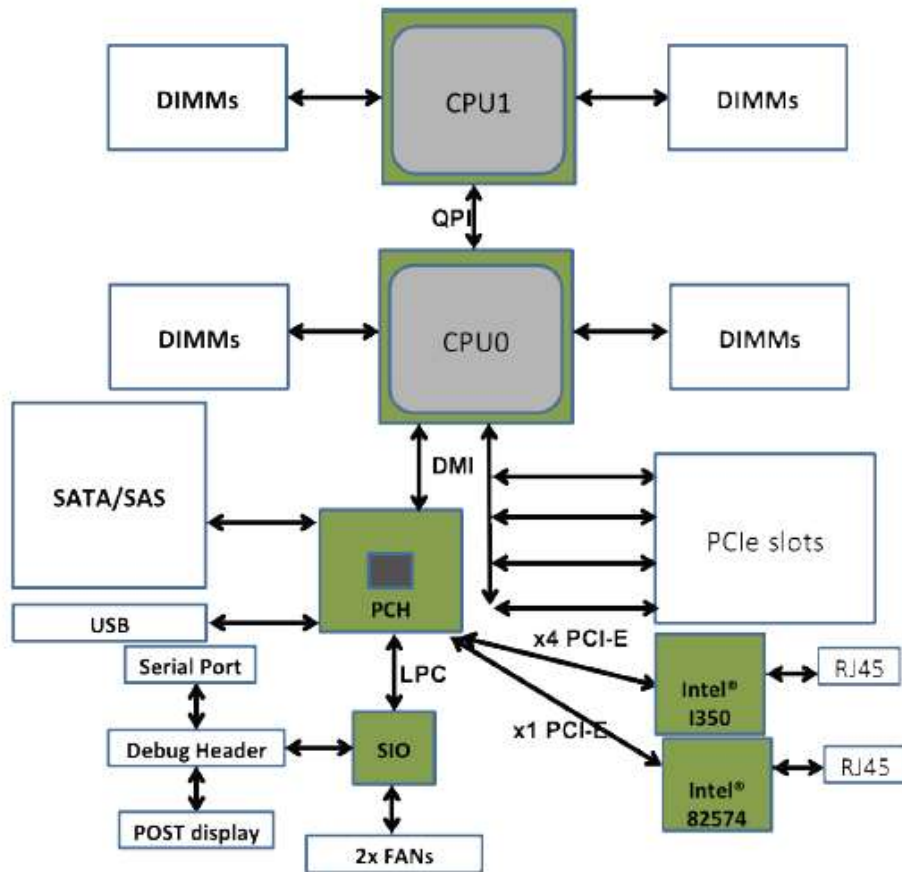 DIMMs
CPU1
DIMMs
QPI
DIMMs
CPU0
DIMMs
DMI
SATA/SAS
PCIe slots
PCH
USB
x4 PCI-E
Serial Port
LPC
Intel®
I350
RJ45
x1 PCI-E
Debug Header
SIO
Intel®
82574
RJ45
POST display
2x FANs